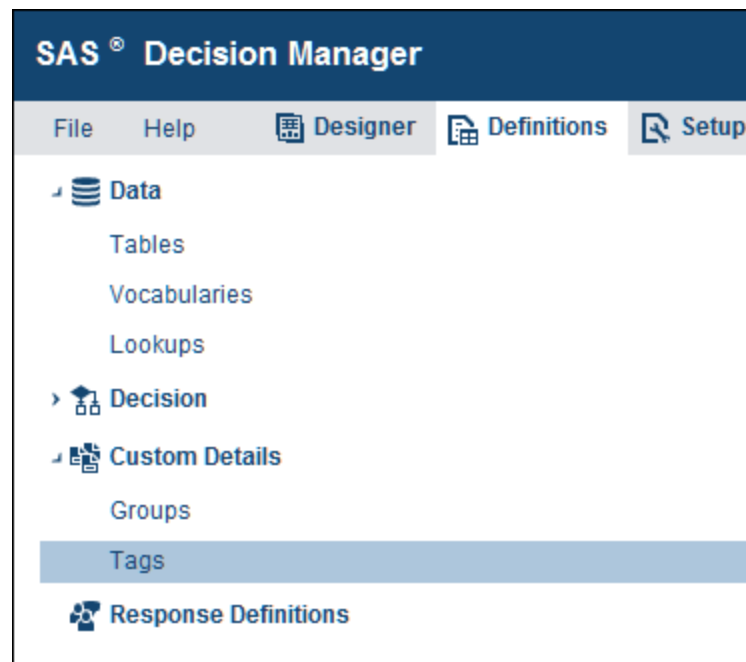 SAS ® Decision Manager
File Help Designer Definitions Setup
Data
Tables
Vocabularies
Lookups
Decision
Custom Details
Groups
Tags
Response Definitions